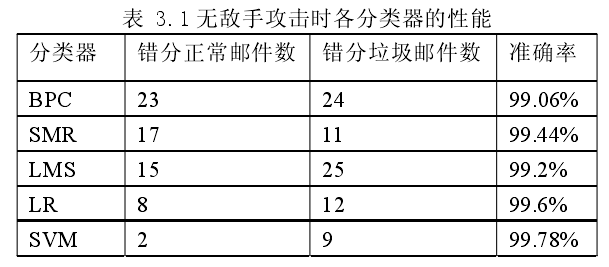 表 3.1无敌手攻击时各分类器的性能
分类器 错分正常邮件数 错分垃圾邮件数 准确率
BPC 23 24 99.06%
SMR 17 11 99.44%
LMS 15 25 99.2%
LR 8 12 99.6%
SVM 2 9 99.78%